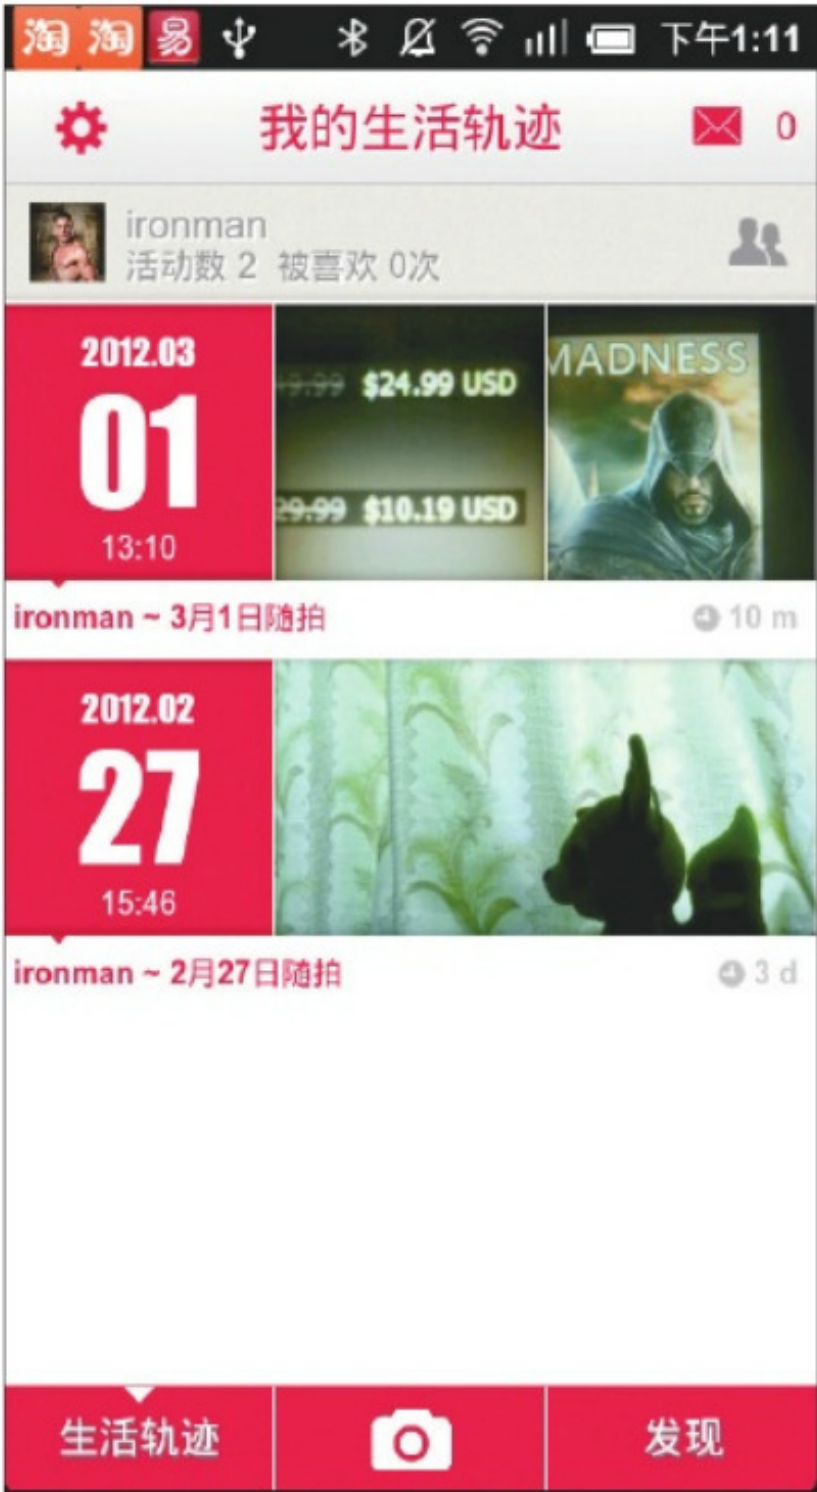 淘 淘 易 下午1:11
我的生活轨迹 0
ironman
活动数 2 被喜欢 0次
2012.03
01
13:10
$24.99 USD
29.99 $10.19 USD
MADNESS
ironman ~ 3月1日随拍 10 m
2012.02
27
15:46
ironman ~ 2月27日随拍 3 d
生活轨迹 发现